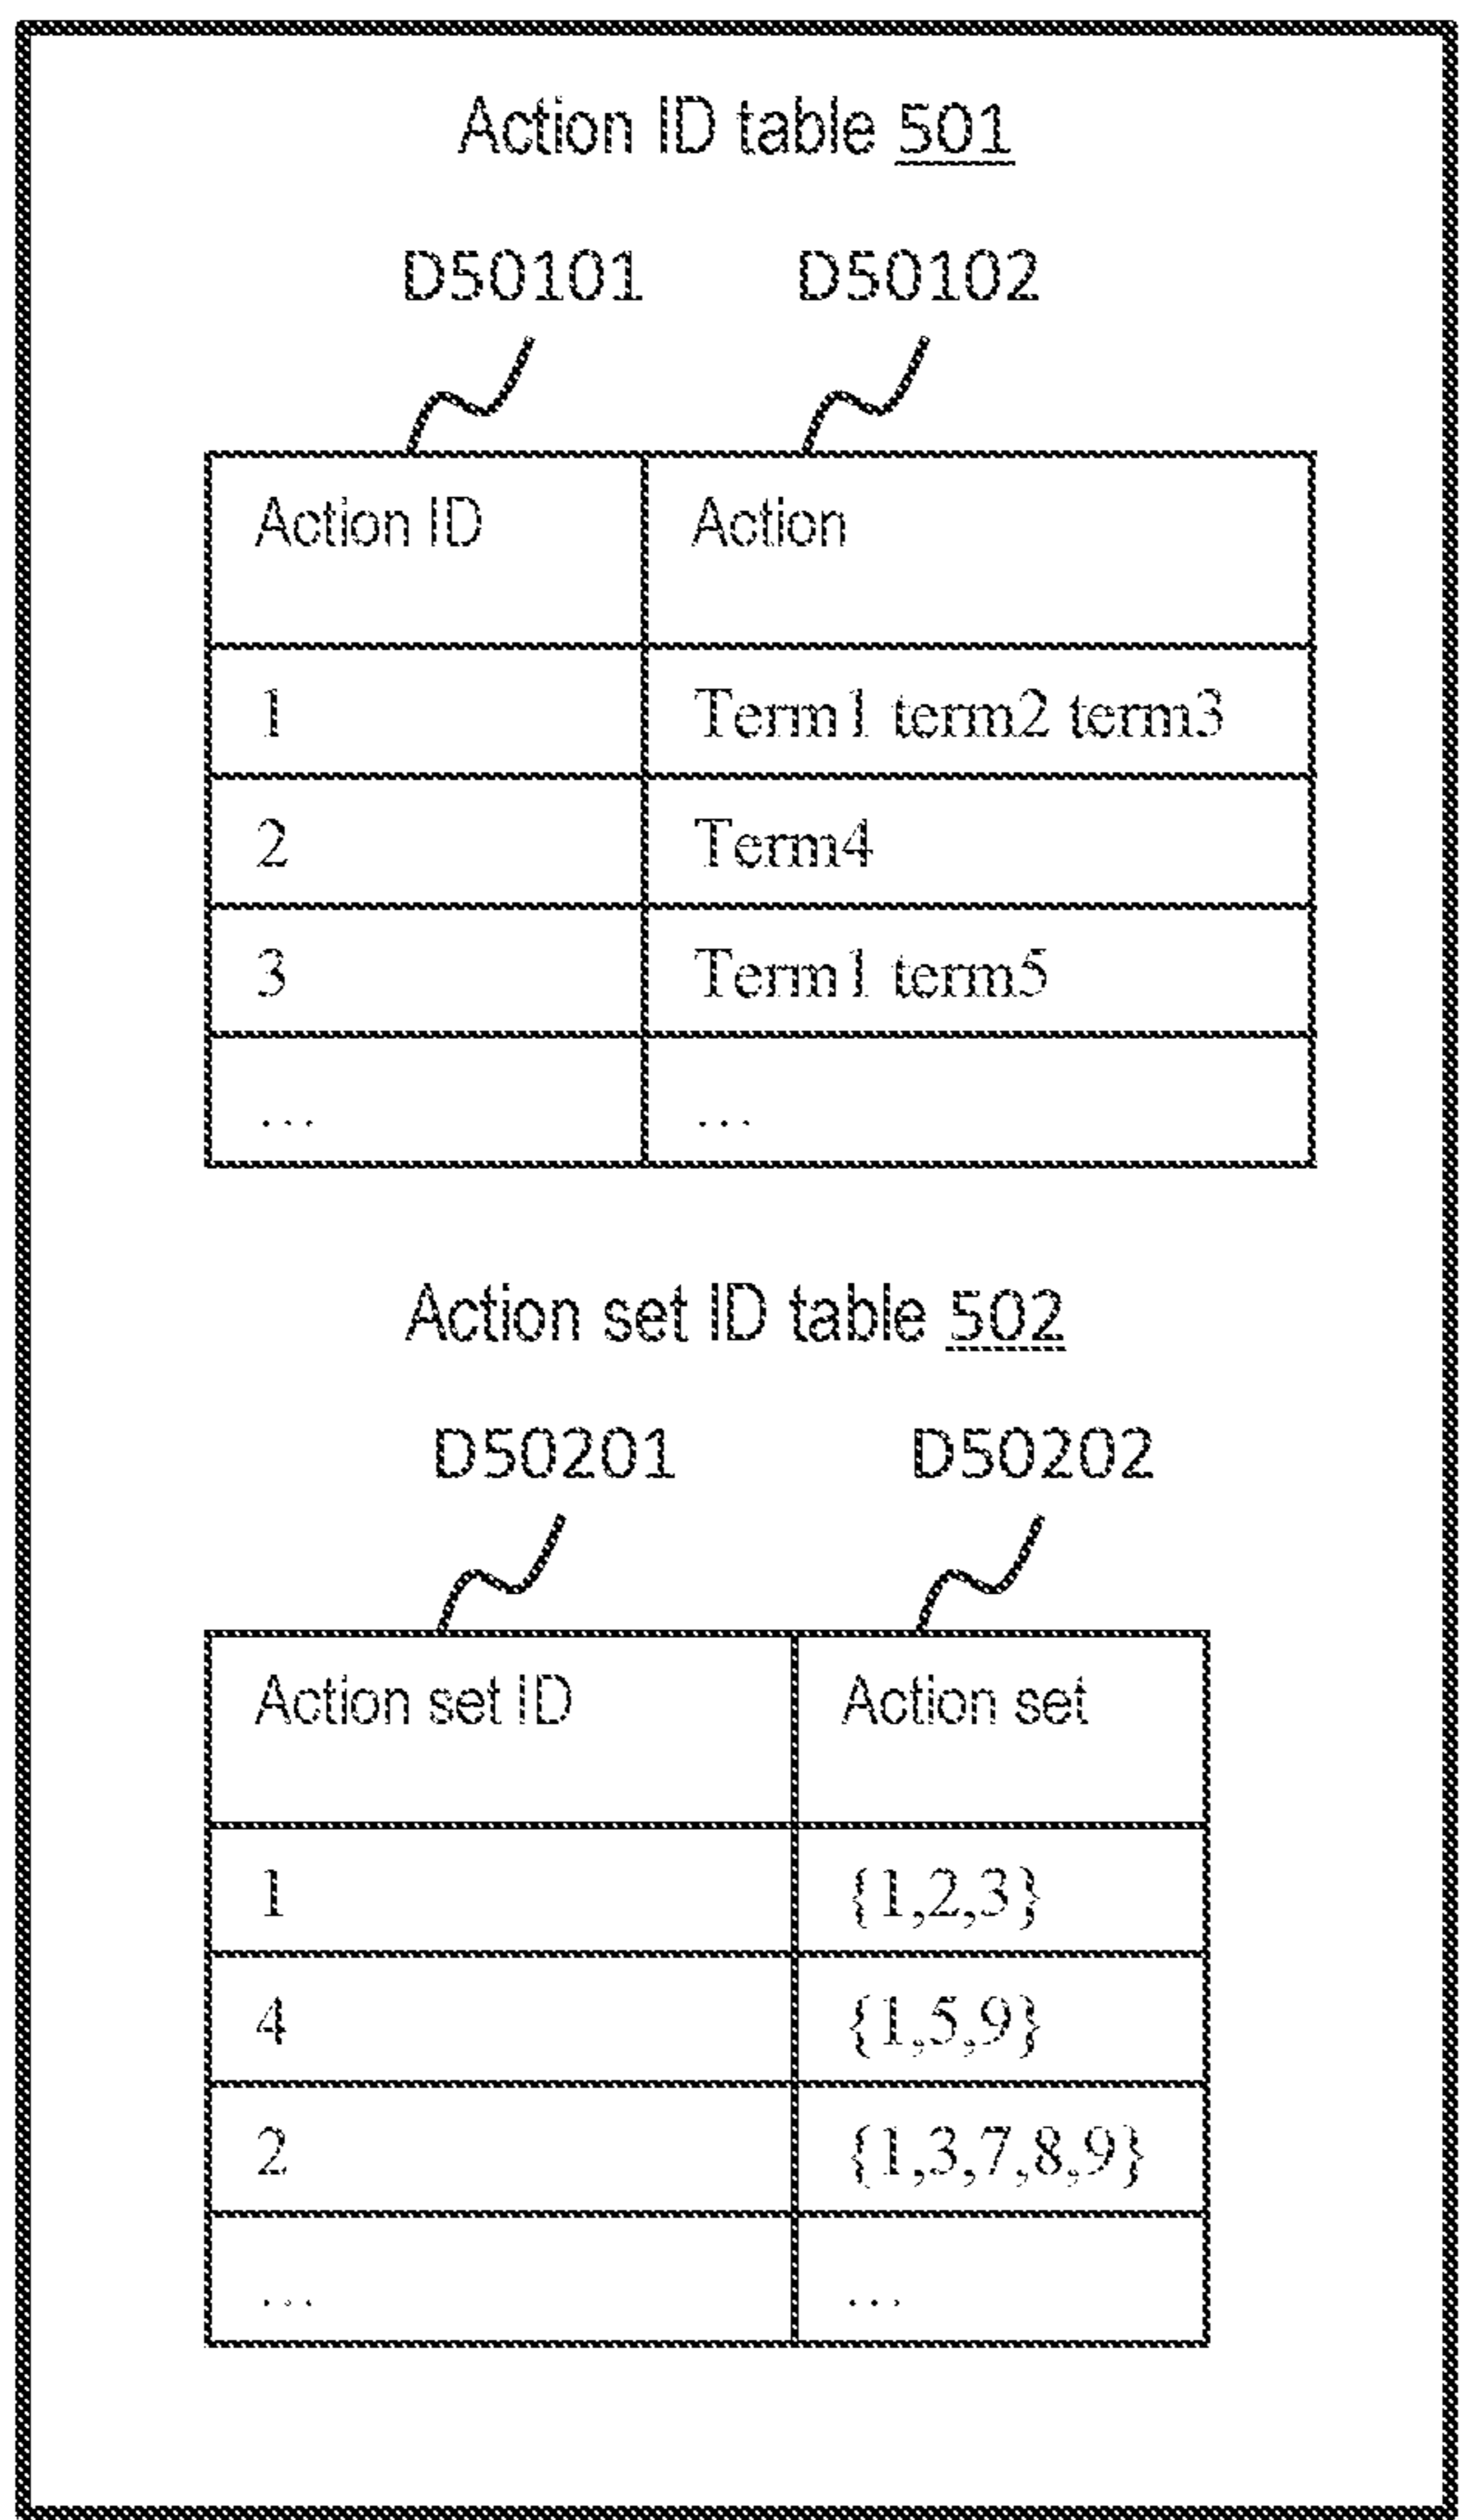 Action ID table 501
D50101 D50102
Action ID Action
1 Term1 term2 term3
2 Term4
3 Term1 term5
... ...
Action set ID table 502
D50201 D50202
Action set ID Action set
1 {1,2,3}
4 {1,5,9}
2 {1,3,7,8,9}
... ...